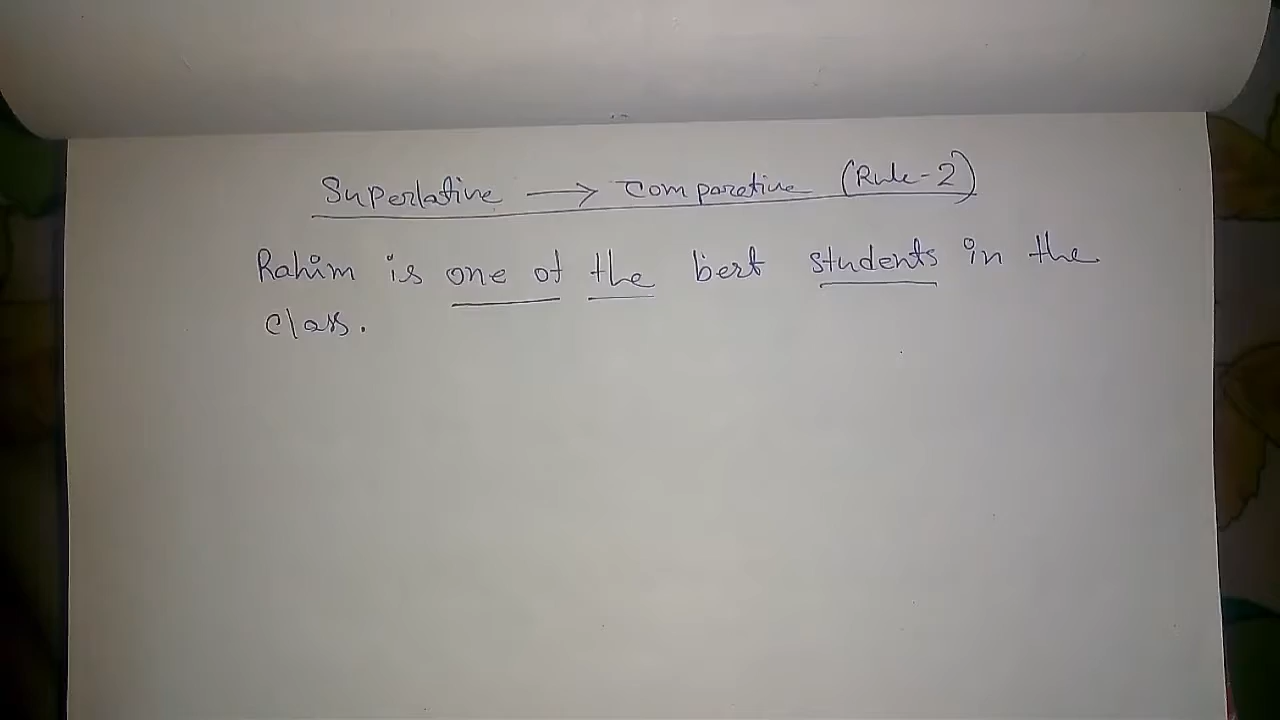 Superlative → Comparative (Rule-2)
Rahim is one of the best students in the
class.